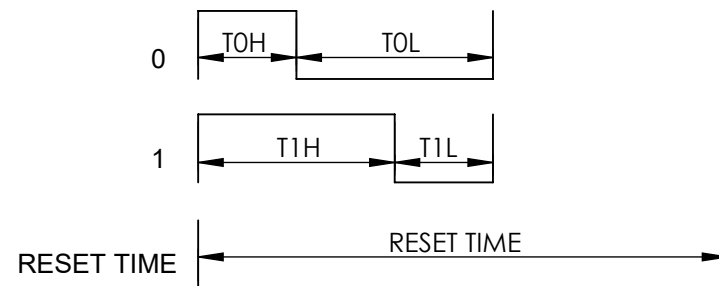 T0H T0L
0
T1H T1L
1
RESET TIME
RESET TIME